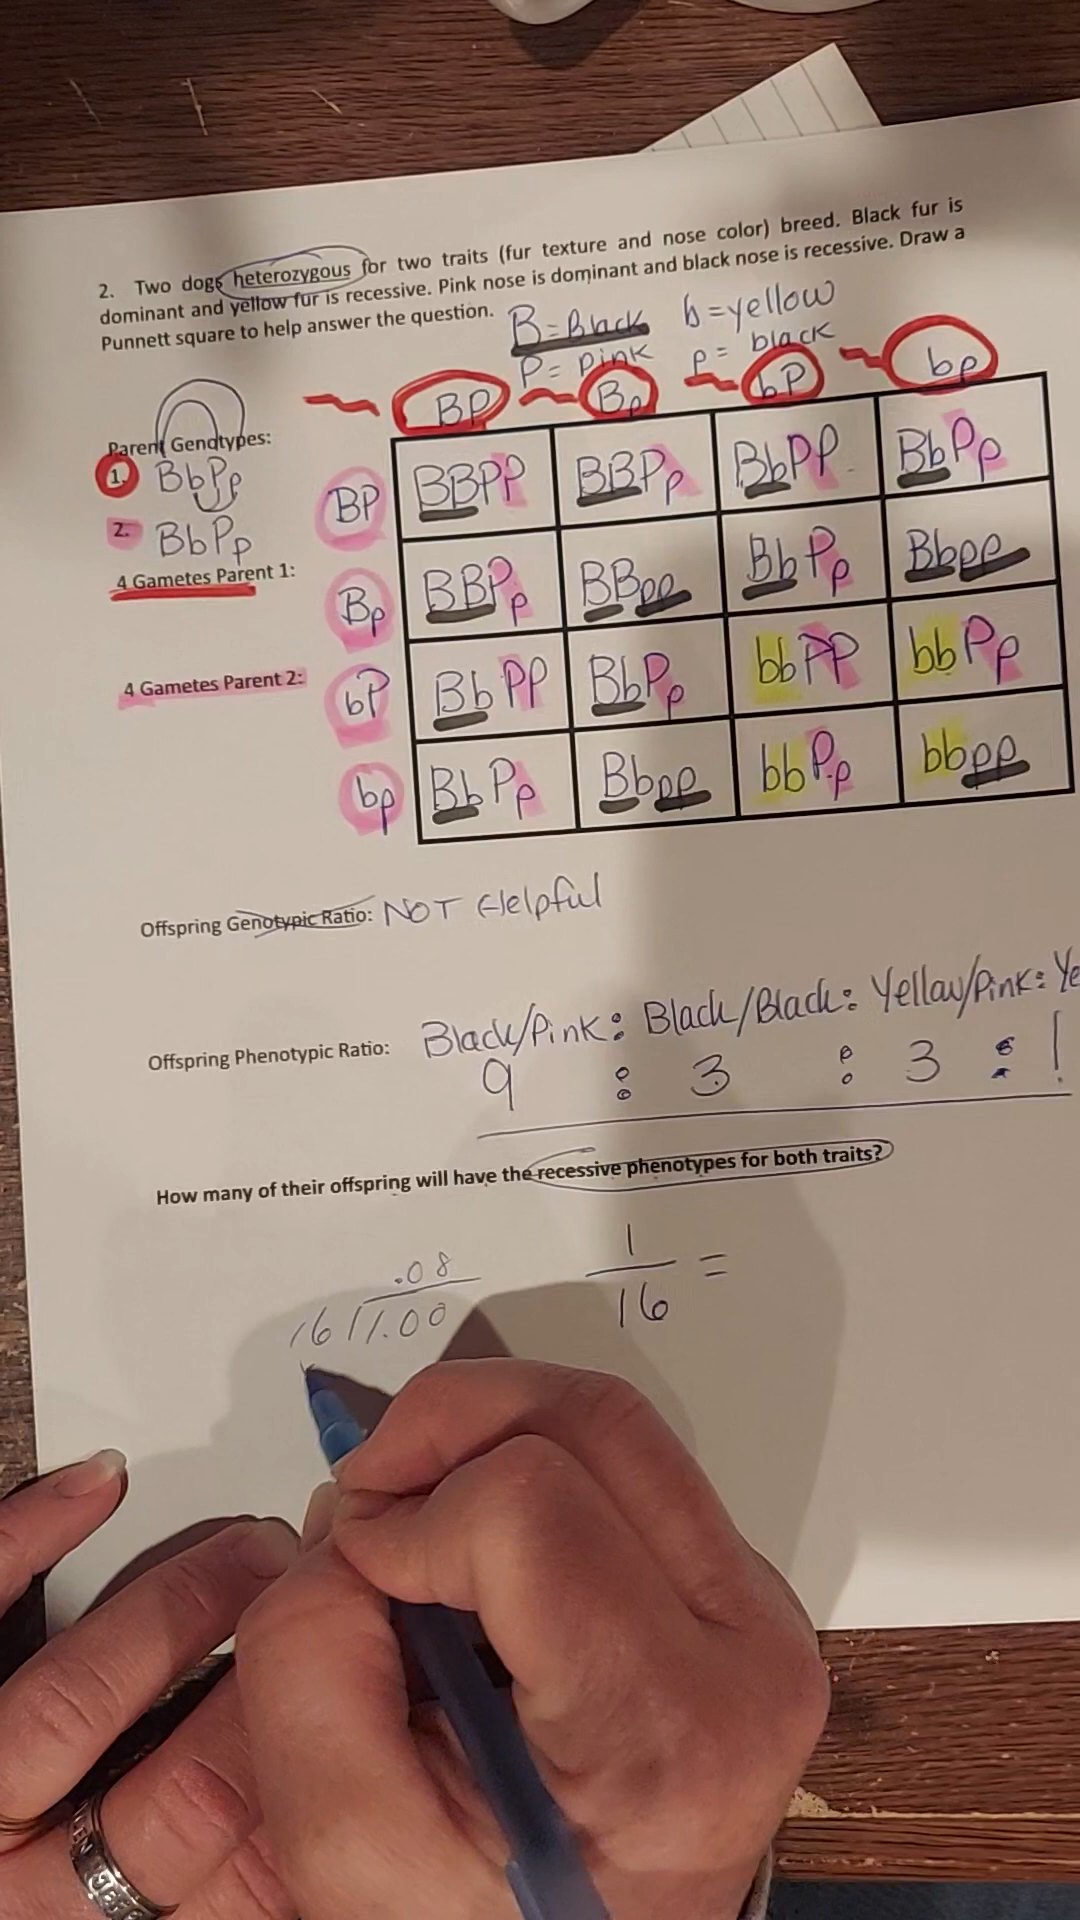 2. Two dogs heterozygous for two traits (fur texture and nose color) breed. Black fur is
dominant and yellow fur is recessive. Pink nose is dominant and black nose is recessive. Draw a
Punnett square to help answer the question.
B=Black b=yellow
P=Pink p= black
BP Bp bP bp
Parent Genotypes:
1. BbPp
2. BbPp
4 Gametes Parent 1:
4 Gametes Parent 2:
BP BBPP BBPp BbPP BbPp
Bp BBPp BBpp BbPp Bbpp
bP BbPP BbPp bbPP bbPp
bp BbPp Bbpp bbPp bbpp
Offspring Genotypic Ratio: NOT Helpful
Offspring Phenotypic Ratio: Black/Pink: Black/Black: Yellow/Pink: Ye
9 : 3 : 3 : 1
How many of their offspring will have the recessive phenotypes for both traits?
.08
16 1.00
1
16 =